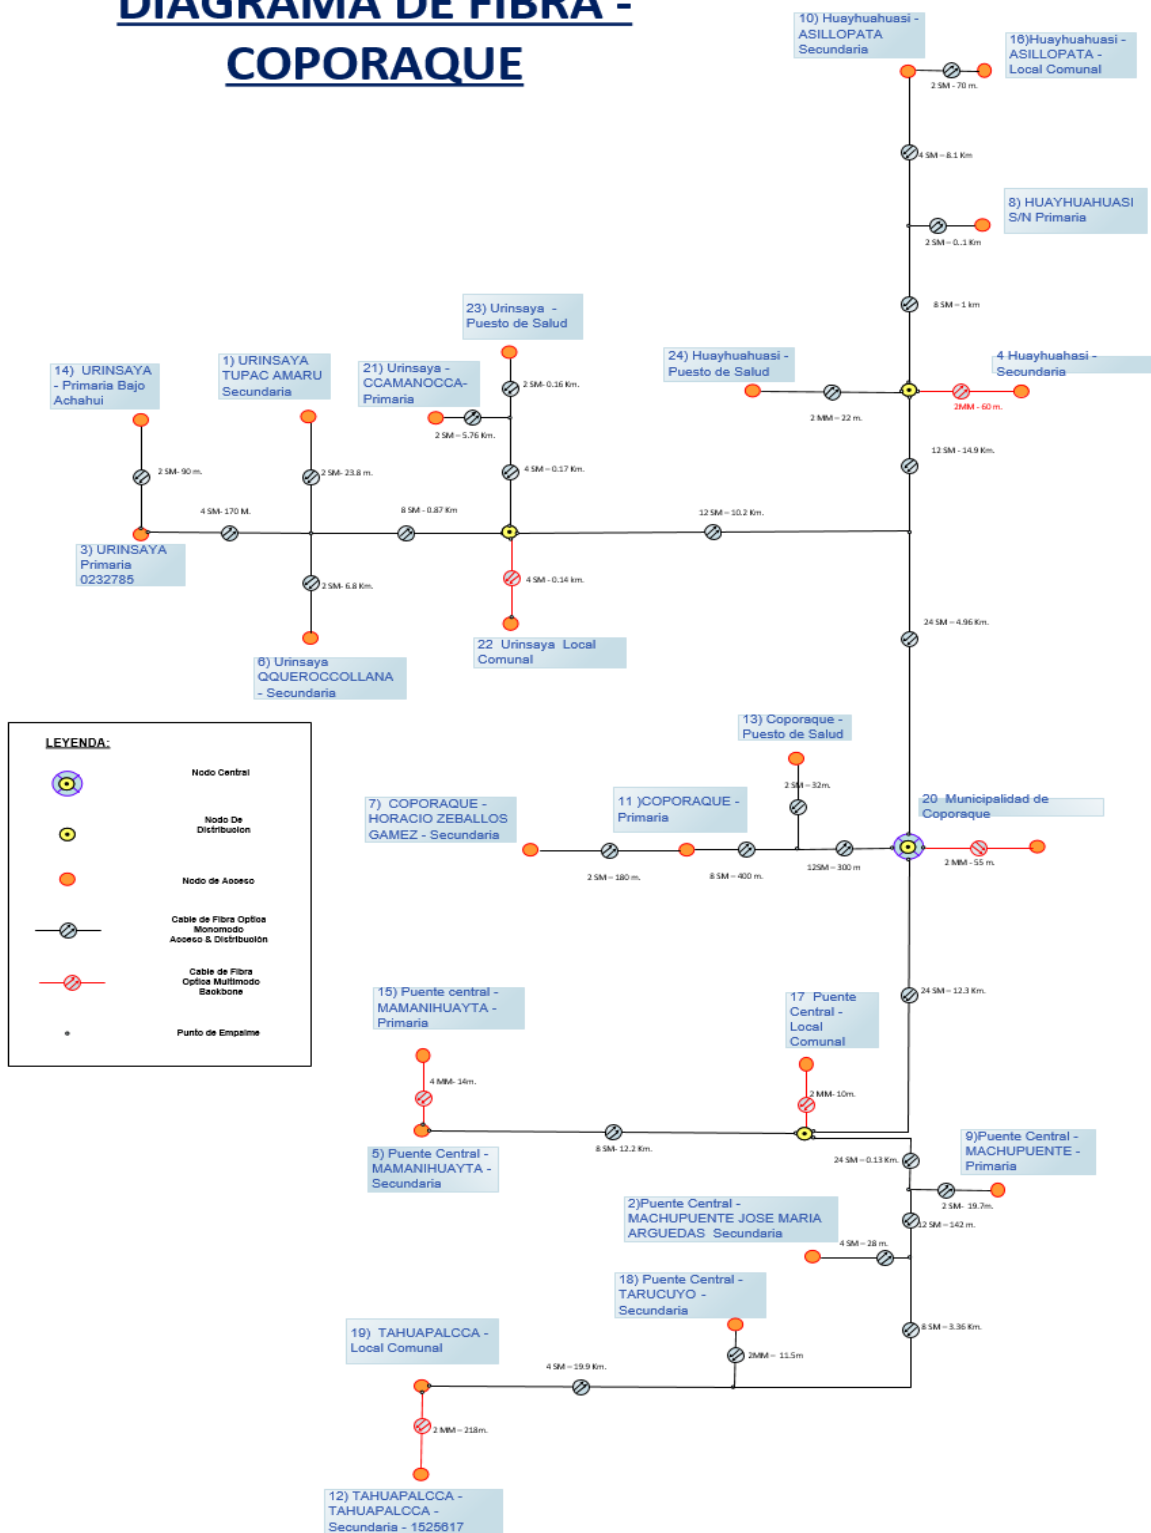 DIAGRAMA DE FIBRA -
COPORAQUE
10) Huayhuahuasi -
ASILLOPATA
Secundaria
16)Huayhuahuasi -
ASILLOPATA -
Local Comunal
2 SM - 70 m.
4 SM – 8.1 Km
8) HUAYHUAHUASI
S/N Primaria
2 SM – 0..1 Km
8 SM – 1 km
23) Urinsaya -
Puesto de Salud
24) Huayhuahuasi -
Puesto de Salud
4 Huayhuahasi -
Secundaria
14) URINSAYA
- Primaria Bajo
Achahui
1) URINSAYA
TUPAC AMARU
Secundaria
21) Urinsaya -
CCAMANOCCA-
Primaria
2 SM- 0.16 Km.
2 MM – 22 m.
2MM - 60 m.
2 SM – 5.76 Km.
12 SM - 14.9 Km.
2 SM- 90 m.
2 SM- 23.8 m.
4 SM – 0.17 Km.
4 SM- 170 M.
8 SM - 0.87 Km
12 SM – 10.2 Km.
3) URINSAYA
Primaria
0232785
2 SM- 6.8 Km.
4 SM - 0.14 km.
24 SM – 4.96 Km.
22 Urinsaya Local
Comunal
6) Urinsaya
QQUEROCCOLLANA
- Secundaria
LEYENDA:
Nodo Central
Nodo De
Distribucion
Nodo de Acceso
Cable de Fibra Optica
Monomodo
Acceso & Distribución
Cable de Fibra
Optica Multimodo
Backbone
Punto de Empalme
13) Coporaque -
Puesto de Salud
2 SM – 32m.
7) COPORAQUE -
HORACIO ZEBALLOS
GAMEZ - Secundaria
11 )COPORAQUE -
Primaria
20 Municipalidad de
Coporaque
2 SM – 180 m.
8 SM – 400 m.
12SM – 300 m
2 MM - 55 m.
24 SM – 12.3 Km.
15) Puente central -
MAMANIHUAYTA -
Primaria
17 Puente
Central -
Local
Comunal
4 MM- 14m.
2 MM- 10m.
8 SM- 12.2 Km.
5) Puente Central -
MAMANIHUAYTA -
Secundaria
24 SM – 0.13 Km.
9)Puente Central -
MACHUPUENTE -
Primaria
2 SM- 19.7m.
2)Puente Central -
MACHUPUENTE JOSE MARIA
ARGUEDAS Secundaria
12 SM – 142 m.
4 SM – 28 m.
18) Puente Central -
TARUCUYO -
Secundaria
8 SM – 3.36 Km.
2MM – 11.5m
19) TAHUAPALCCA -
Local Comunal
4 SM – 19.9 Km.
2 MM – 218m.
12) TAHUAPALCCA -
TAHUAPALCCA -
Secundaria - 1525617